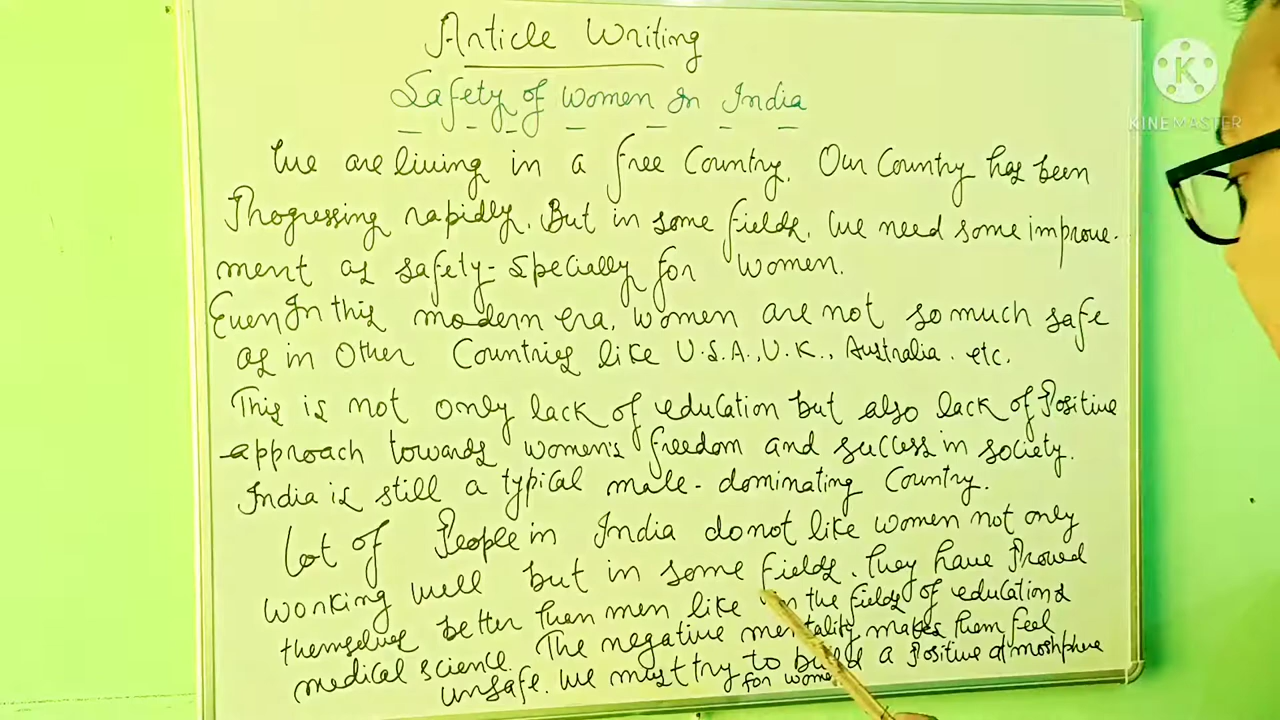 Article Writing
Safety of Women In India
We are living in a free Country. Our Country has been
Progressing rapidly. But in some fields, we need some improve-
ment as safety- Specially for women.
Even In this modern era, women are not so much safe
as in Other Countries like U.S.A., U.K., Australia. etc.
This is not only lack of education but also lack of Positive
approach towards women's freedom and success in society.
India is still a typical male-dominating Country.
Lot of People in India do not like women not only
working well but in some fields, they have Proved
themselves better than men like in the fields of education &
medical science. The negative mentality makes them feel
unsafe. We must try to build a Positive atmoshphere
for women
K
KINEMASTER